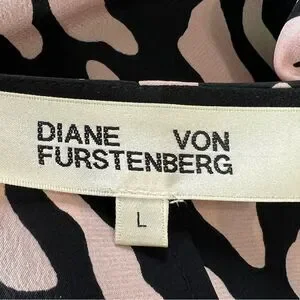 DIANE VON
FURSTENBERG
L